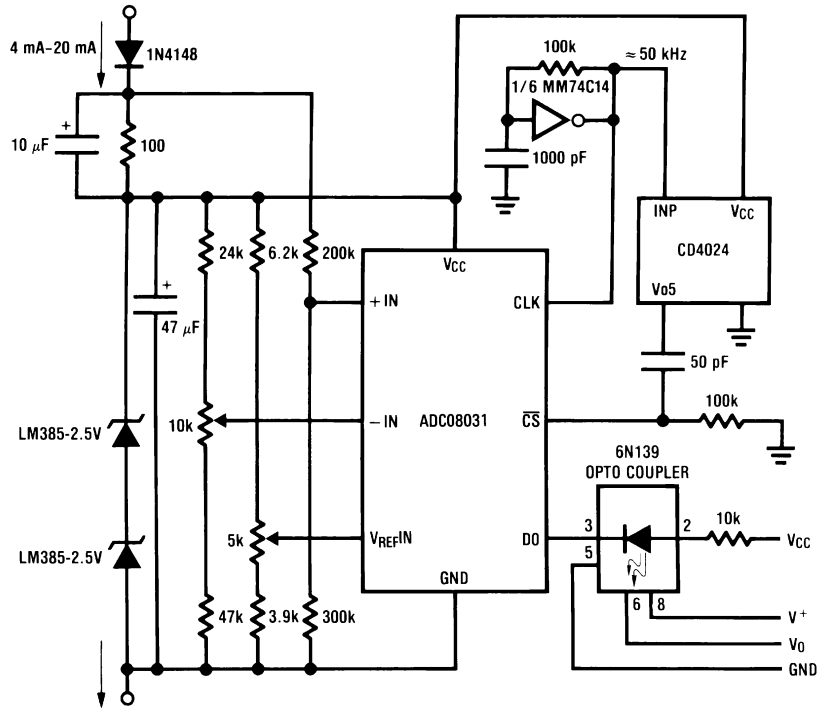 4 mA–20 mA
1N4148
100k
≈ 50 kHz
1/6 MM74C14
10 μF
+
100
1000 pF
INP
VCC
CD4024
Vo5
24k
6.2k
200k
VCC
+ IN
CLK
+
47 μF
50 pF
LM385-2.5V
10k
– IN
ADC08031
CS
100k
6N139
OPTO COUPLER
LM385-2.5V
5k
VREFIN
DO
3
2
10k
VCC
5
GND
6
8
47k
3.9k
300k
V+
VO
GND